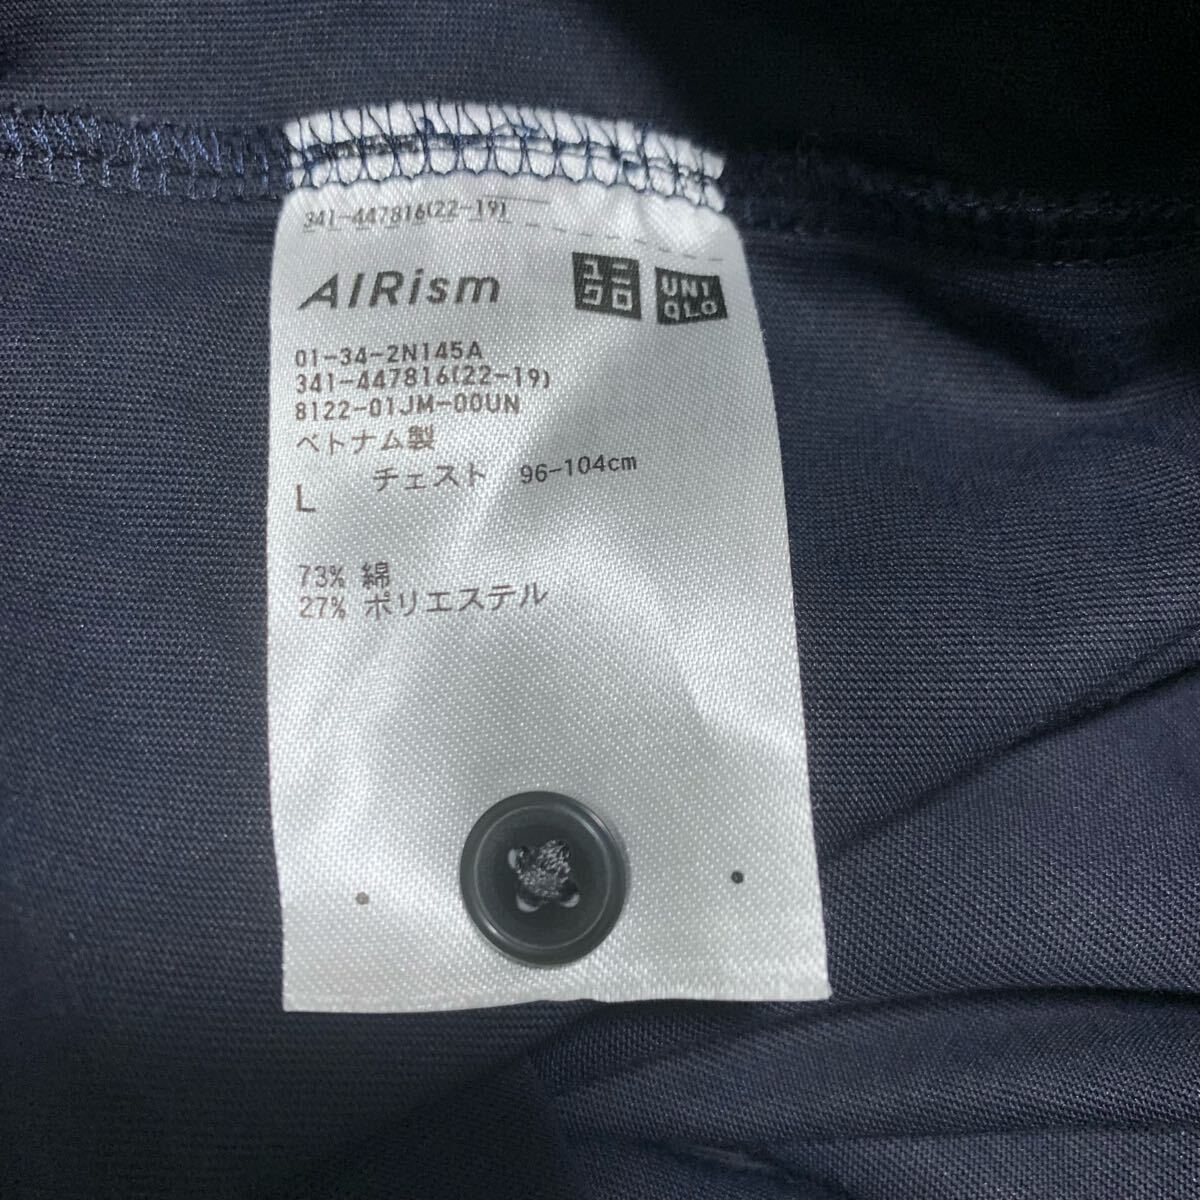 341-447816(22-19)
AIRism
ユニ
クロ
UNI
QLO
01-34-2N145A
341-447816(22-19)
8122-01JM-00UN
ベトナム製
L チェスト 96-104cm
73% 綿
27% ポリエステル